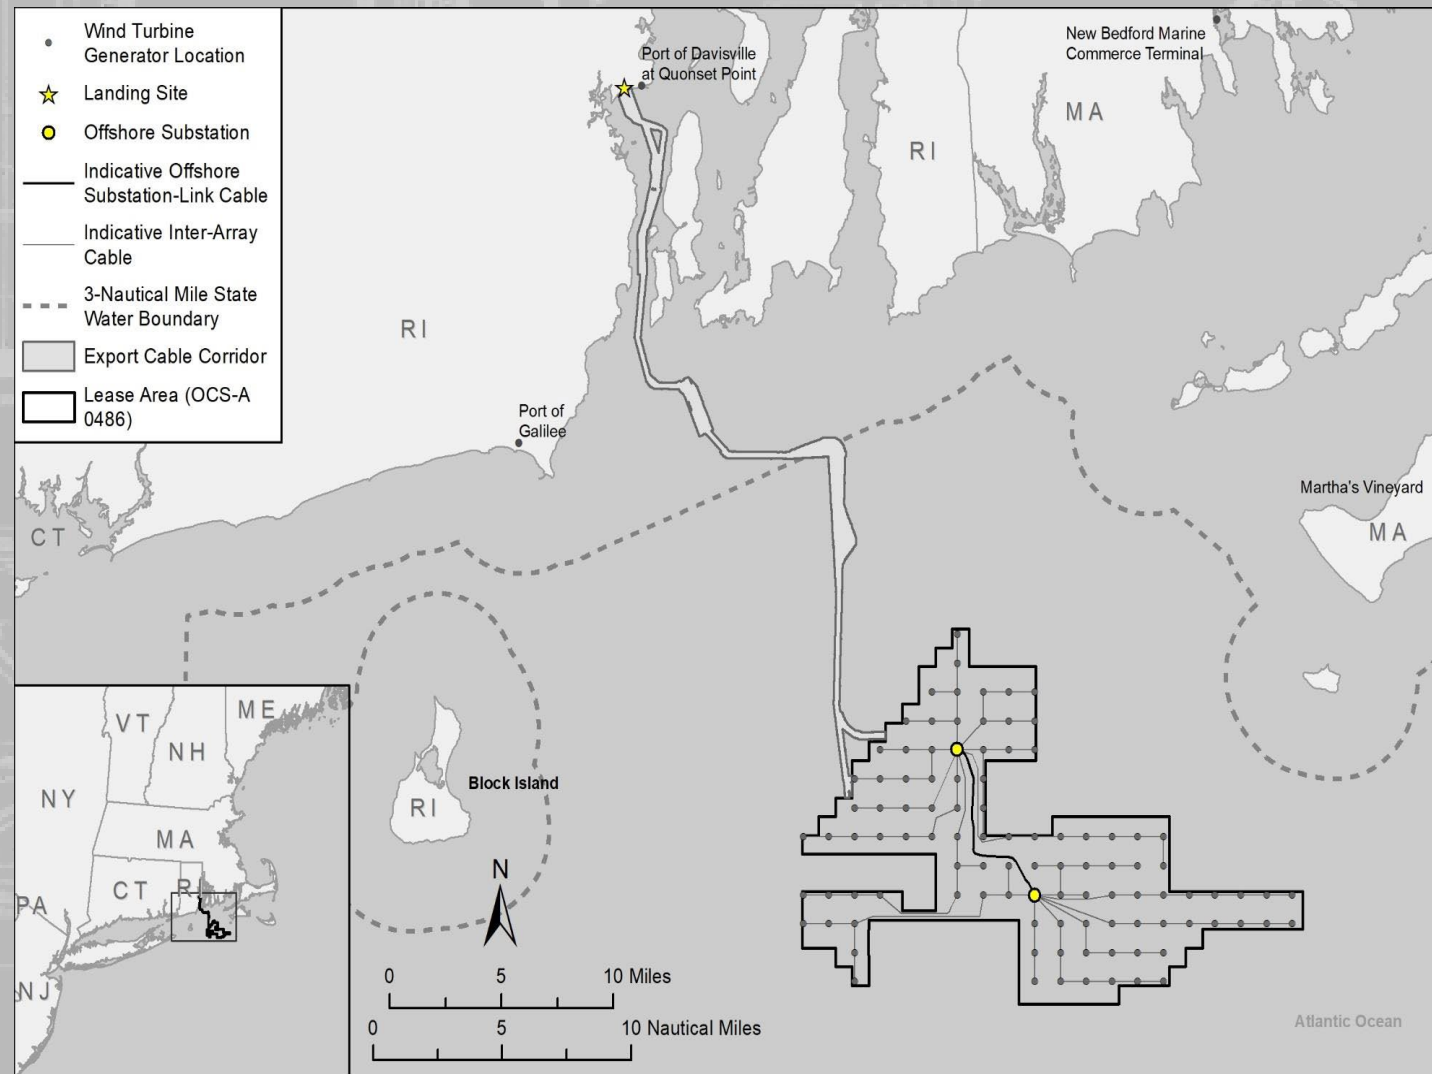 Wind Turbine
Generator Location
Landing Site
Offshore Substation
Indicative Offshore
Substation-Link Cable
Indicative Inter-Array
Cable
3-Nautical Mile State
Water Boundary
Export Cable Corridor
Lease Area (OCS-A
0486)
Port of Davisville
at Quonset Point
New Bedford Marine
Commerce Terminal
MA
RI
RI
Port of
Galilee
Martha's Vineyard
MA
CT
Block Island
RI
VT
NH
ME
NY
MA
CT
RI
PA
NJ
N
0 5 10 Miles
0 5 10 Nautical Miles
Atlantic Ocean